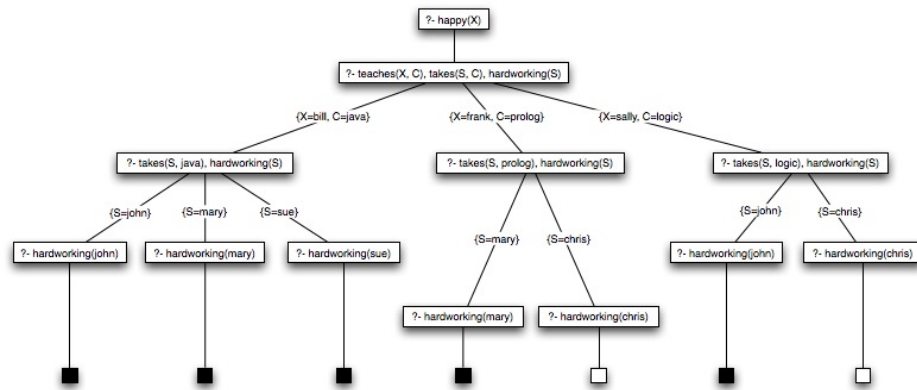 ?- happy(X)
?- teaches(X, C), takes(S, C), hardworking(S)
{X=bill, C=java}
{X=frank, C=prolog}
{X=sally, C=logic}
?- takes(S, java), hardworking(S)
?- takes(S, prolog), hardworking(S)
?- takes(S, logic), hardworking(S)
{S=john}
{S=mary}
{S=sue}
{S=mary}
{S=chris}
{S=john}
{S=chris}
?- hardworking(john)
?- hardworking(mary)
?- hardworking(sue)
?- hardworking(john)
?- hardworking(chris)
?- hardworking(mary)
?- hardworking(chris)